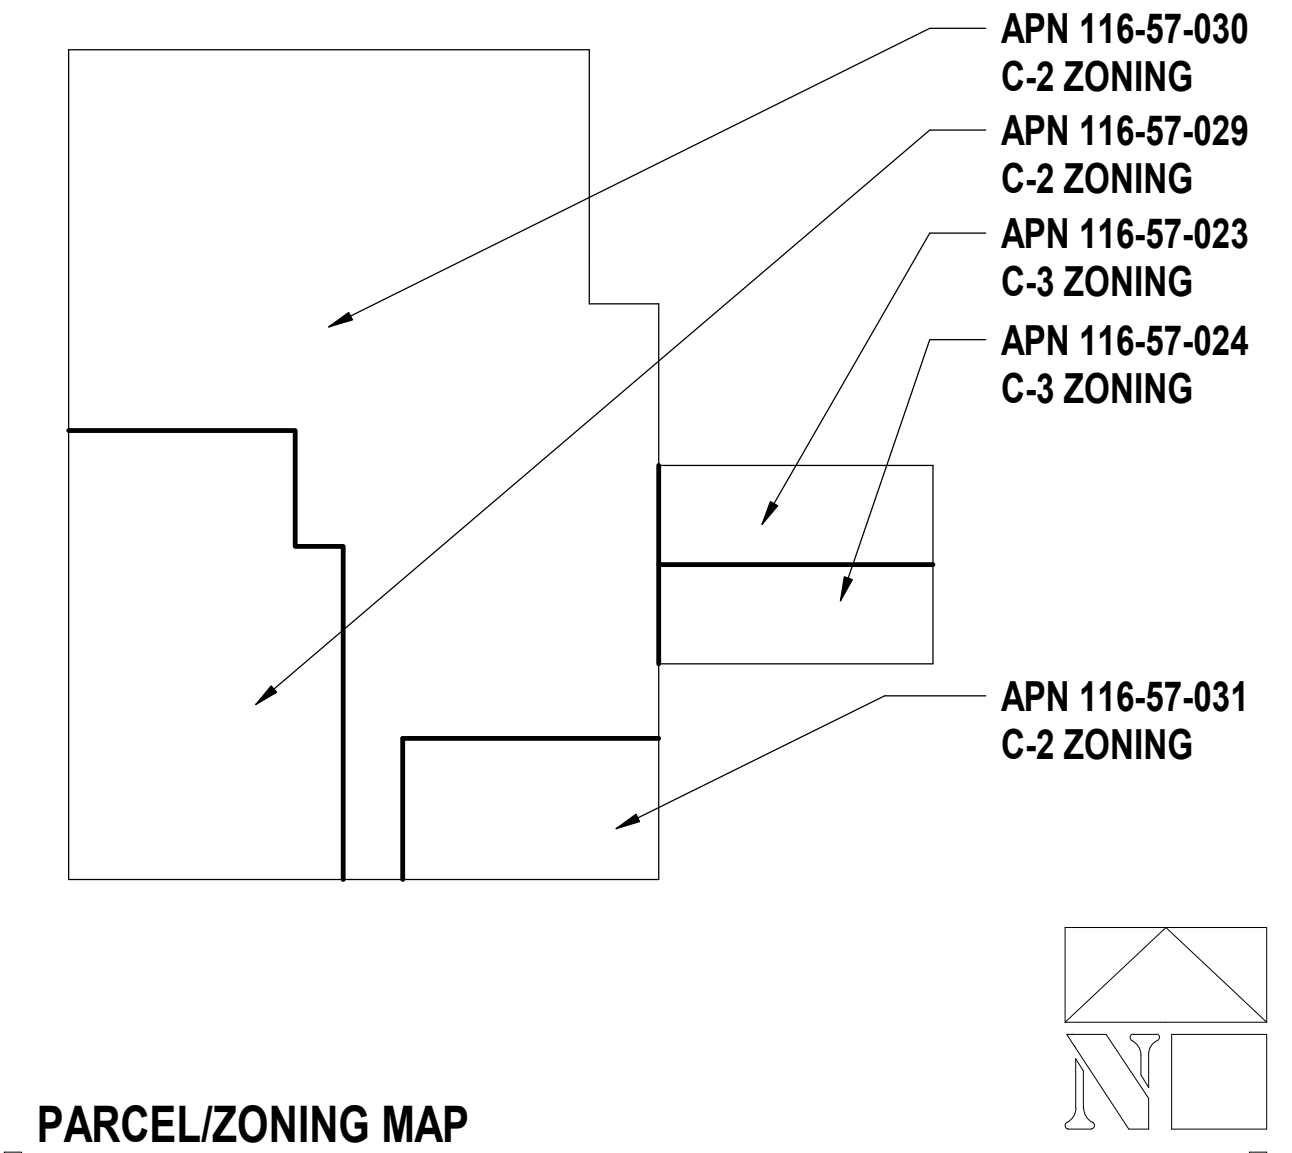 APN 116-57-030
C-2 ZONING
APN 116-57-029
C-2 ZONING
APN 116-57-023
C-3 ZONING
APN 116-57-024
C-3 ZONING
APN 116-57-031
C-2 ZONING
N
PARCEL/ZONING MAP